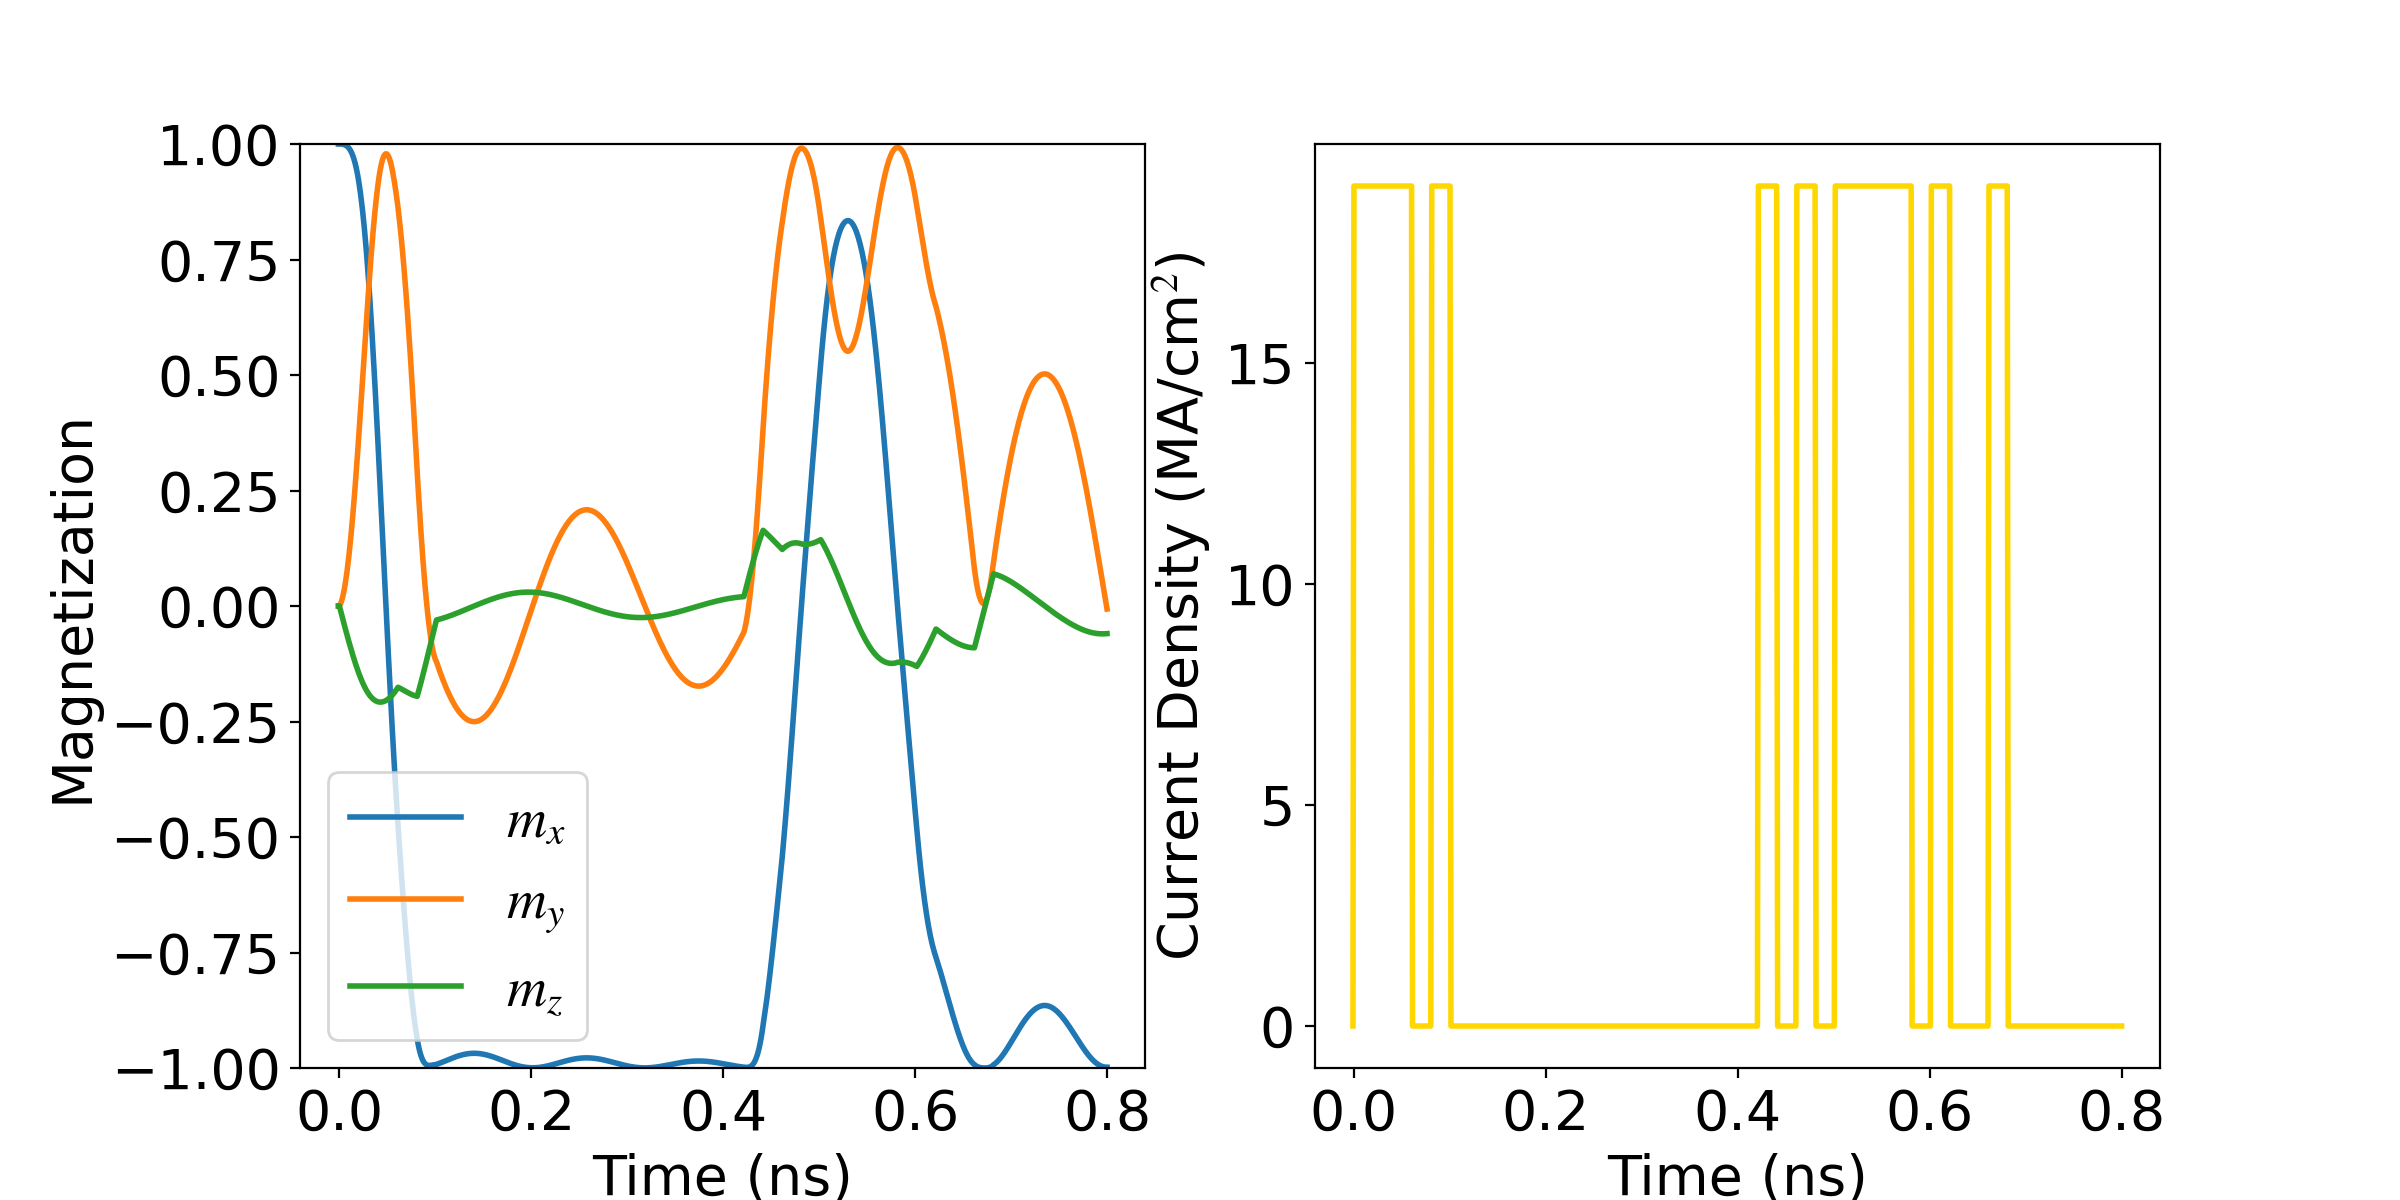 Magnetization
1.00
0.75
0.50
0.25
0.00
−0.25
−0.50
−0.75
−1.00
m_x
m_y
m_z
0.0 0.2 0.4 0.6 0.8
Time (ns)
Current Density (MA/cm²)
15
10
5
0
0.0 0.2 0.4 0.6 0.8
Time (ns)